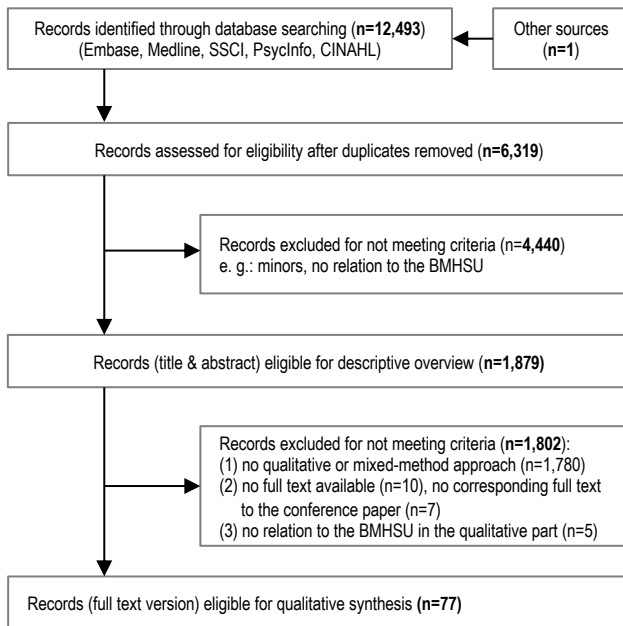 Records identified through database searching (n=12,493)
(Embase, Medline, SSCI, PsycInfo, CINAHL)
Other sources
(n=1)
Records assessed for eligibility after duplicates removed (n=6,319)
Records excluded for not meeting criteria (n=4,440)
e. g.: minors, no relation to the BMHSU
Records (title & abstract) eligible for descriptive overview (n=1,879)
Records excluded for not meeting criteria (n=1,802):
(1) no qualitative or mixed-method approach (n=1,780)
(2) no full text available (n=10), no corresponding full text
to the conference paper (n=7)
(3) no relation to the BMHSU in the qualitative part (n=5)
Records (full text version) eligible for qualitative synthesis (n=77)